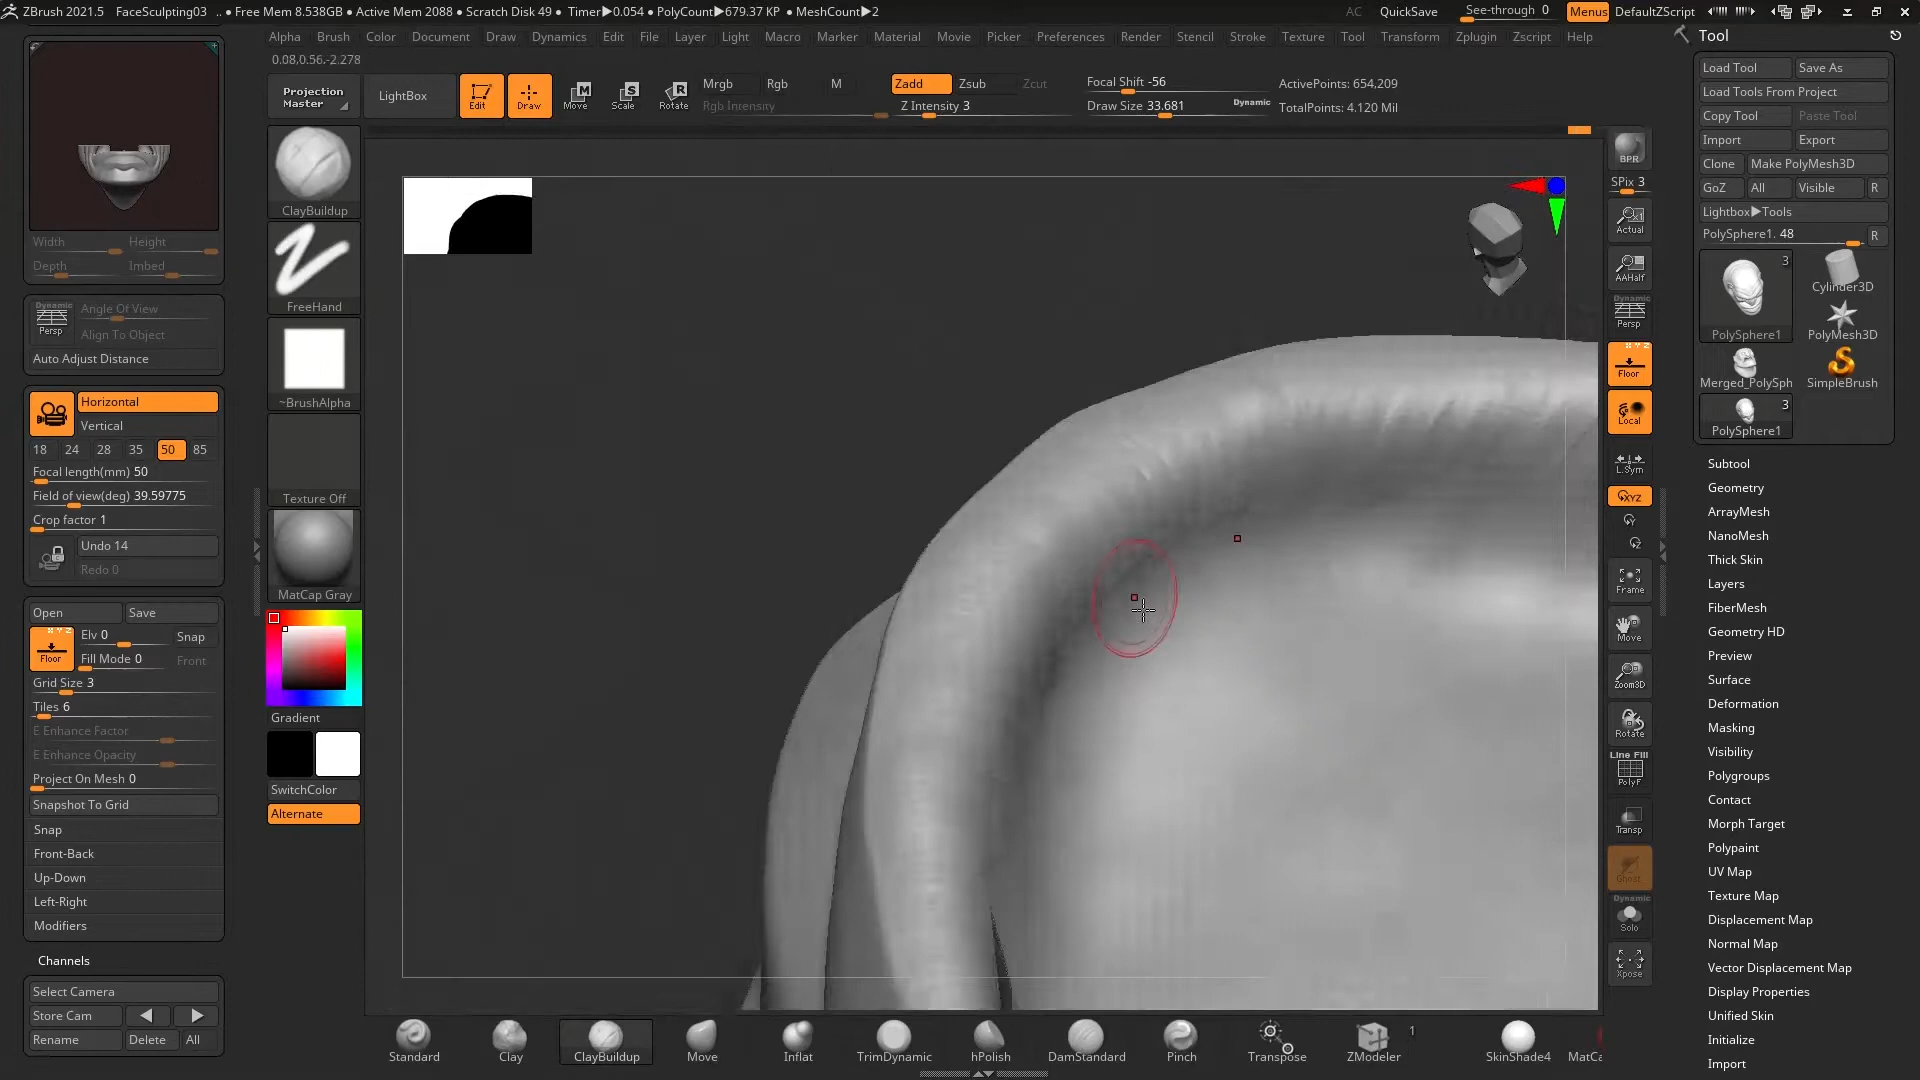 ZBrush 2021.5 FaceSculpting03 .. • Free Mem 8.538GB • Active Mem 2088 • Scratch Disk 49 • Timer▶0.054 • PolyCount▶679.37 KP • MeshCount▶2 AC QuickSave See-through 0 Menus DefaultZScript
Alpha Brush Color Document Draw Dynamics Edit File Layer Light Macro Marker Material Movie Picker Preferences Render Stencil Stroke Texture Tool Transform Zplugin Zscript Help
0.08,0.56.-2.278
Projection Master
LightBox
Edit
Draw
Move
Scale
Rotate
Mrgb Rgb M
Rgb Intensity
Zadd Zsub Zcut
Z Intensity 3
Focal Shift -56
Draw Size 33.681 Dynamic
ActivePoints: 654,209
TotalPoints: 4.120 Mil
Width Height
Depth Imbed
Dynamic
Persp
Angle Of View
Align To Object
Auto Adjust Distance
Horizontal
Vertical
18 24 28 35 50 85
Focal length(mm) 50
Field of view(deg) 39.59775
Crop factor 1
Undo 14
Redo 0
Open Save
X Y Z
Floor
Elv 0 Snap
Fill Mode 0 Front
Grid Size 3
Tiles 6
E Enhance Factor
E Enhance Opacity
Project On Mesh 0
Snapshot To Grid
Snap
Front-Back
Up-Down
Left-Right
Modifiers
Channels
Select Camera
Store Cam
Rename Delete All
ClayBuildup
FreeHand
~BrushAlpha
Texture Off
MatCap Gray
Gradient
SwitchColor
Alternate
Standard Clay ClayBuildup Move Inflat TrimDynamic hPolish DamStandard Pinch Transpose ZModeler 1 SkinShade4 MatCa
BPR
SPix 3
Actual
AAHalf
Dynamic
Persp
X Y Z
Floor
Local
L.Sym
XYZ
Y
Z
Frame
Move
Zoom3D
Rotate
Line Fill
PolyF
Transp
Ghost
Dynamic
Solo
Xpose
Tool
Load Tool Save As
Load Tools From Project
Copy Tool Paste Tool
Import Export
Clone Make PolyMesh3D
GoZ All Visible R
Lightbox▶Tools
PolySphere1. 48 R
3
PolySphere1
Cylinder3D
PolyMesh3D
Merged_PolySph
SimpleBrush
3
PolySphere1
Subtool
Geometry
ArrayMesh
NanoMesh
Thick Skin
Layers
FiberMesh
Geometry HD
Preview
Surface
Deformation
Masking
Visibility
Polygroups
Contact
Morph Target
Polypaint
UV Map
Texture Map
Displacement Map
Normal Map
Vector Displacement Map
Display Properties
Unified Skin
Initialize
Import